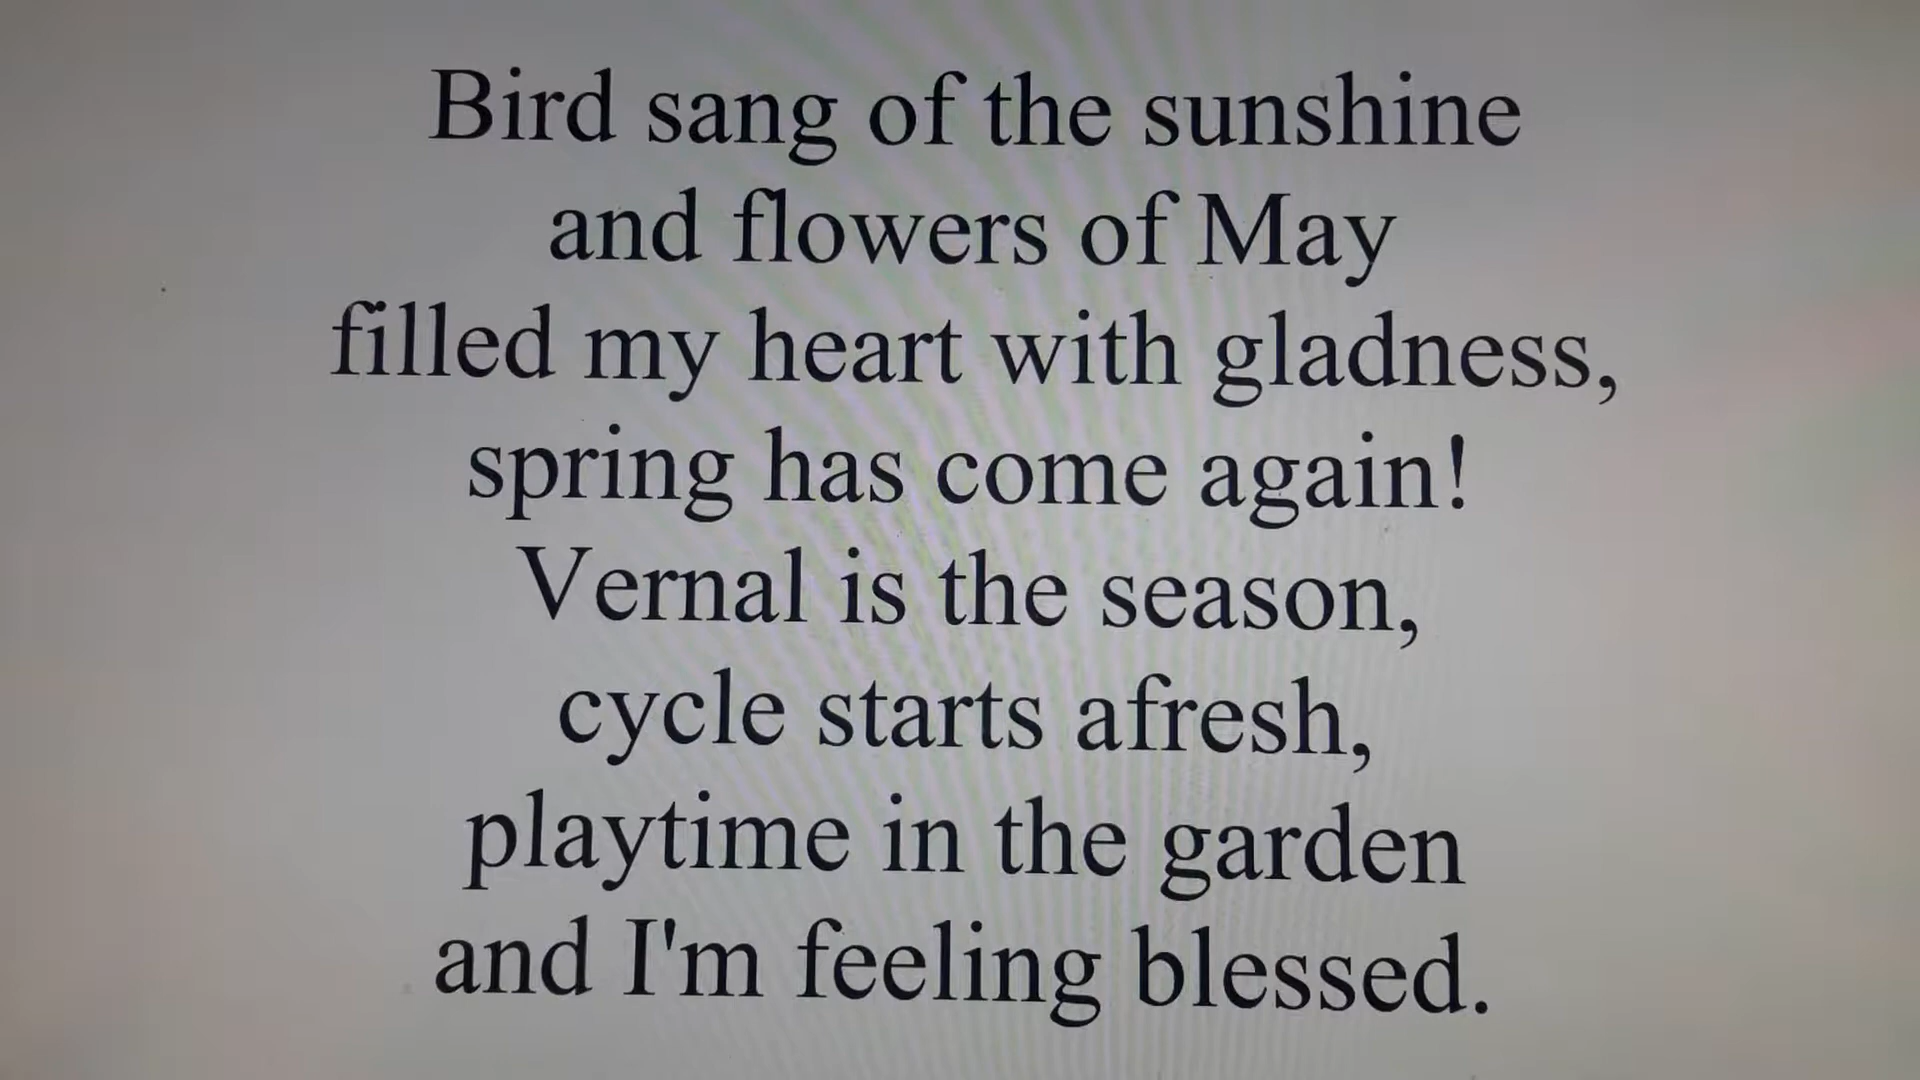 Bird sang of the sunshine
and flowers of May
filled my heart with gladness,
spring has come again!
Vernal is the season,
cycle starts afresh,
playtime in the garden
and I'm feeling blessed.